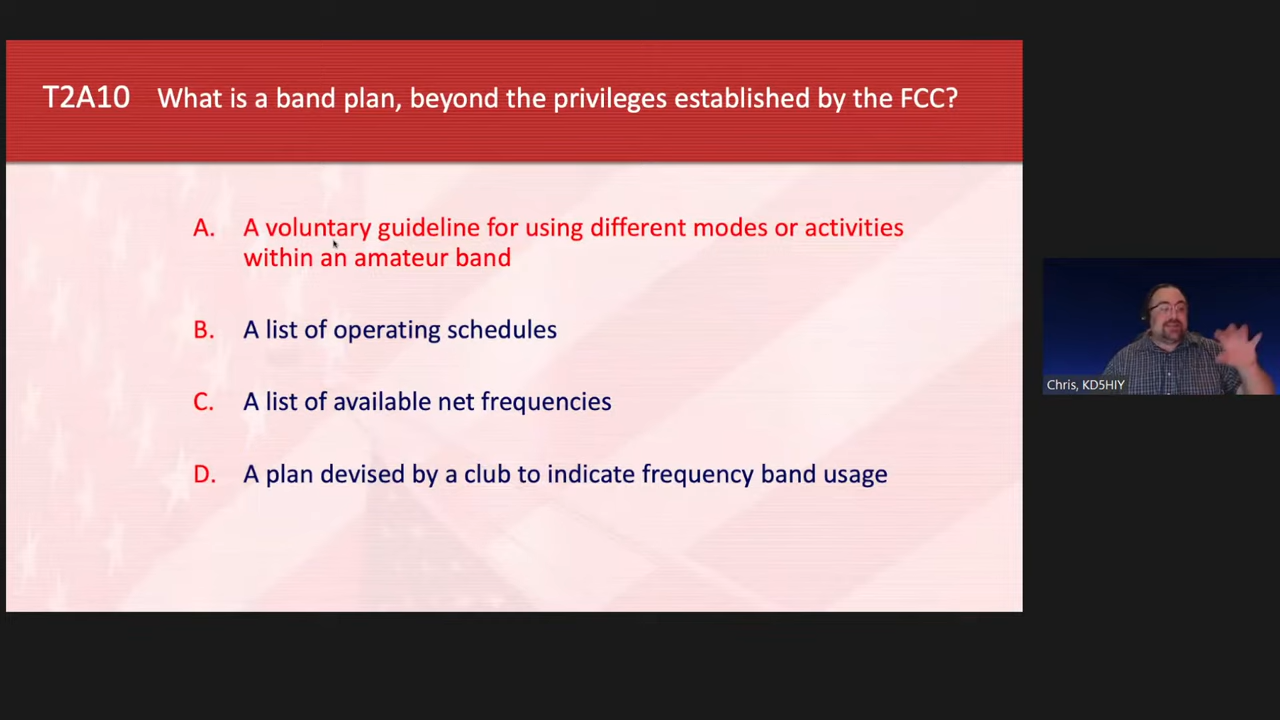 T2A10 What is a band plan, beyond the privileges established by the FCC?
A. A voluntary guideline for using different modes or activities
within an amateur band
B. A list of operating schedules
C. A list of available net frequencies
D. A plan devised by a club to indicate frequency band usage
Chris, KD5HIY